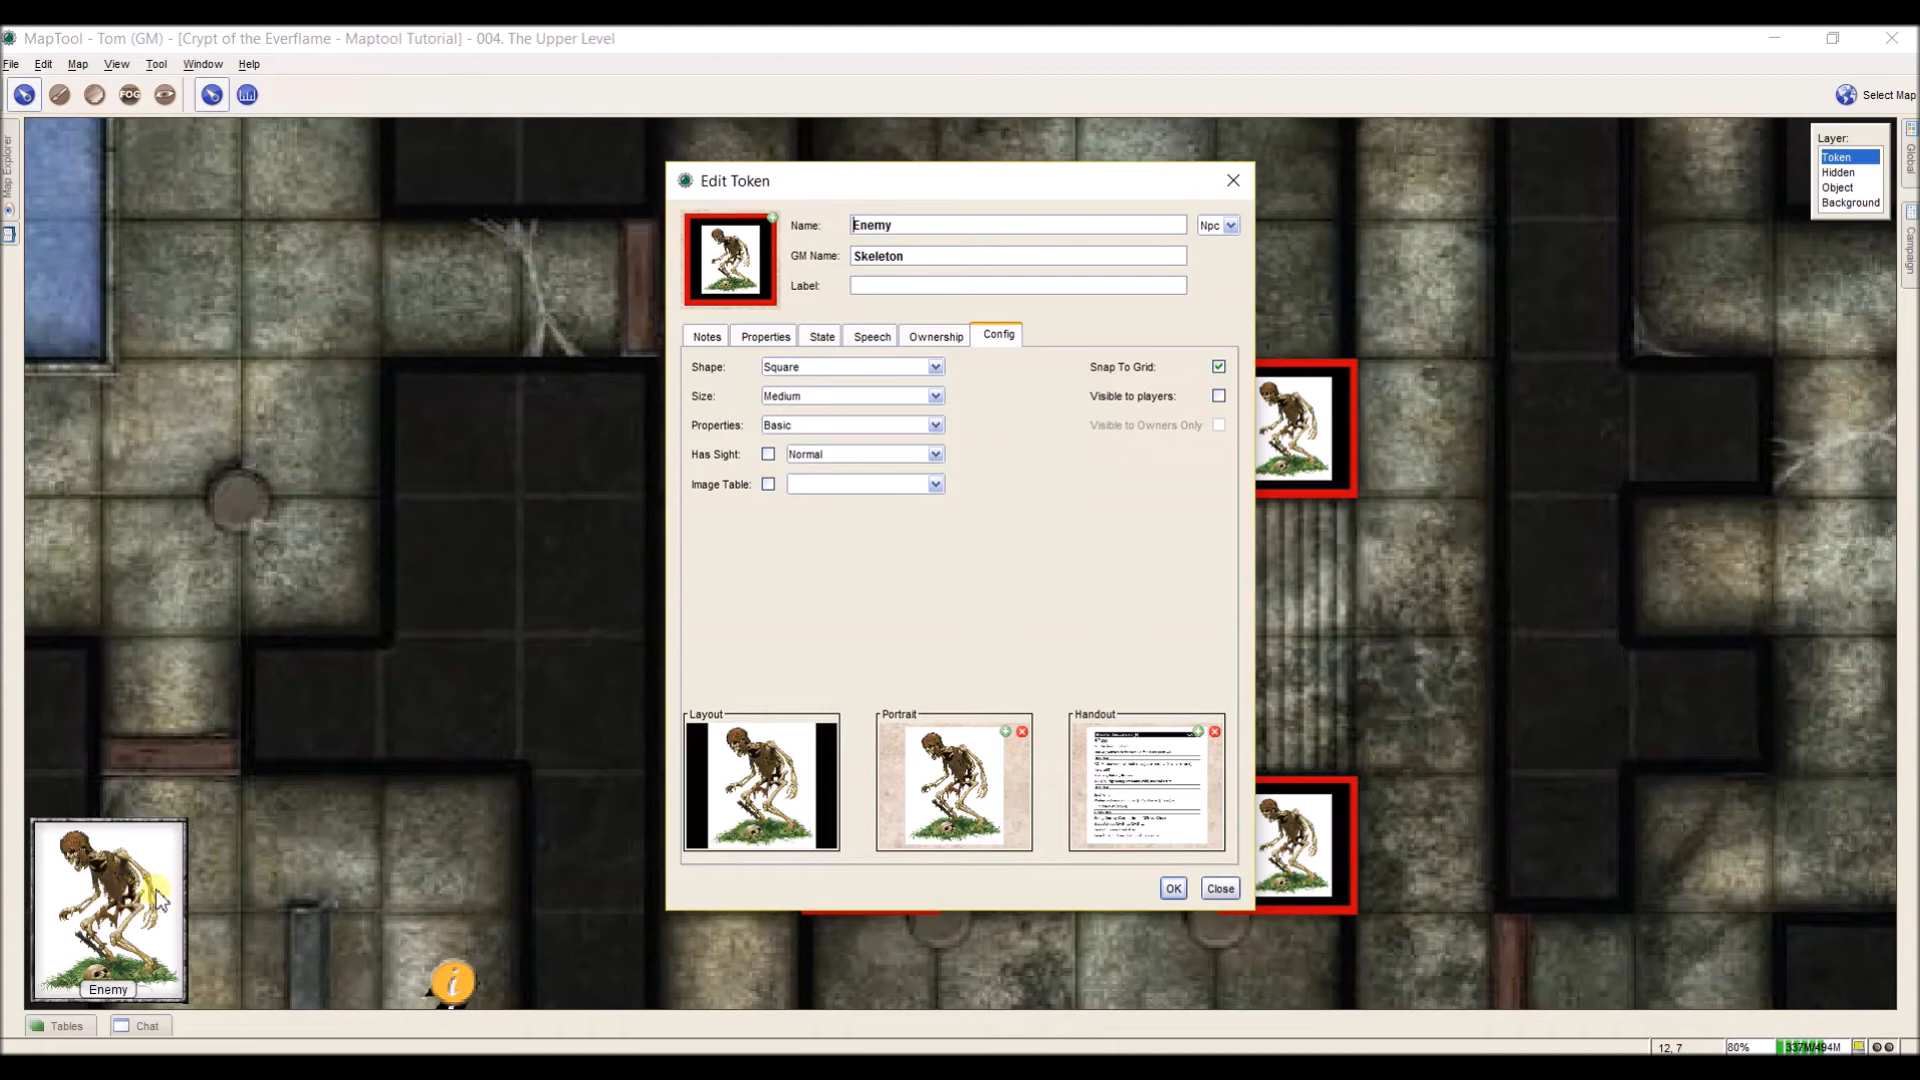 MapTool - Tom (GM) - [Crypt of the Everflame - Maptool Tutorial] - 004. The Upper Level
File Edit Map View Tool Window Help
FOG
Select Map
Map Explorer
Layer:
Token
Hidden
Object
Background
Global
Campaign
Edit Token
Name: Enemy Npc
GM Name: Skeleton
Label:
Notes Properties State Speech Ownership Config
Shape: Square Snap To Grid:
Size: Medium Visible to players:
Properties: Basic Visible to Owners Only
Has Sight: Normal
Image Table:
Layout Portrait Handout
OK Close
Enemy
i
Tables Chat
12, 7 80% 337M/494M